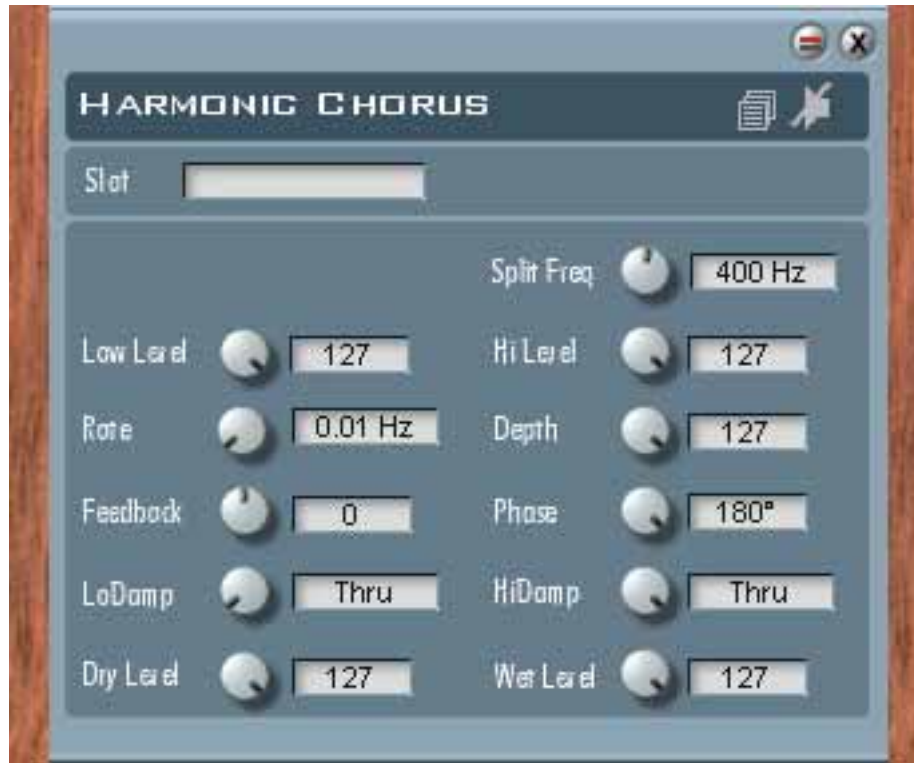 X
HARMONIC CHORUS
Slot
Split Freq 400 Hz
Low Level 127 Hi Level 127
Rate 0.01 Hz Depth 127
Feedback 0 Phase 180°
LoDamp Thru HiDamp Thru
Dry Level 127 Wet Level 127